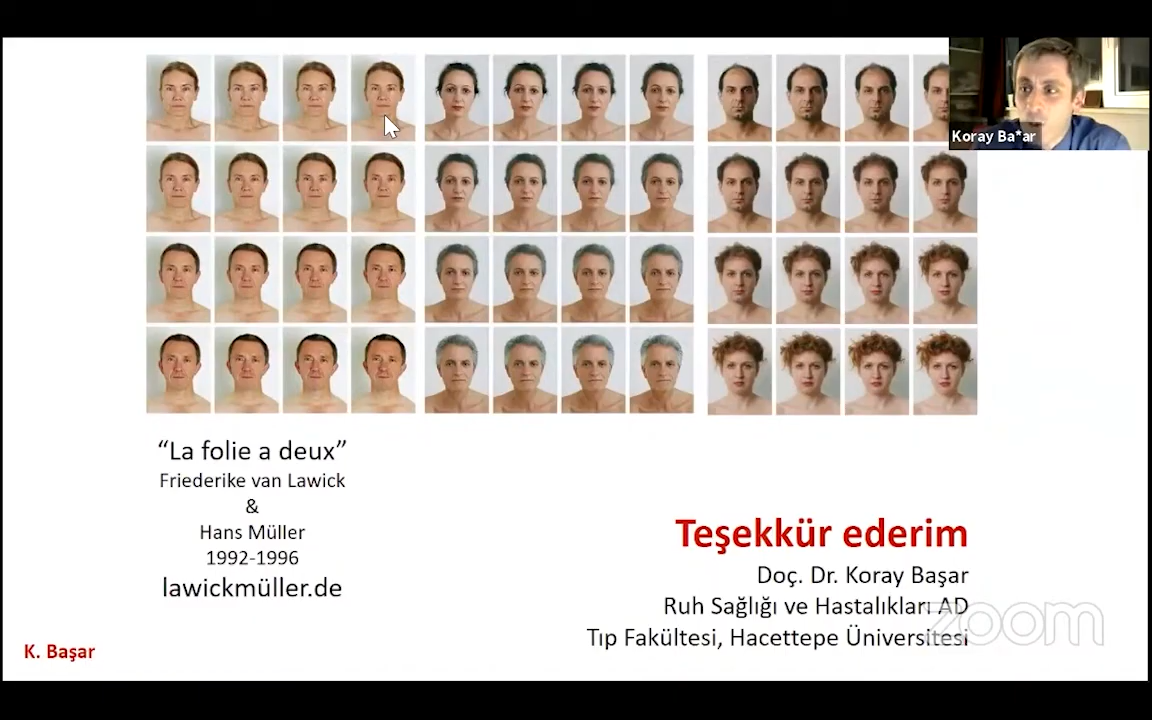 Koray Ba*ar
“La folie a deux”
Friederike van Lawick
&
Hans Müller
1992-1996
lawickmüller.de
Teşekkür ederim
Doç. Dr. Koray Başar
Ruh Sağlığı ve Hastalıkları AD
Tıp Fakültesi, Hacettepe Üniversitesi
zoom
K. Başar